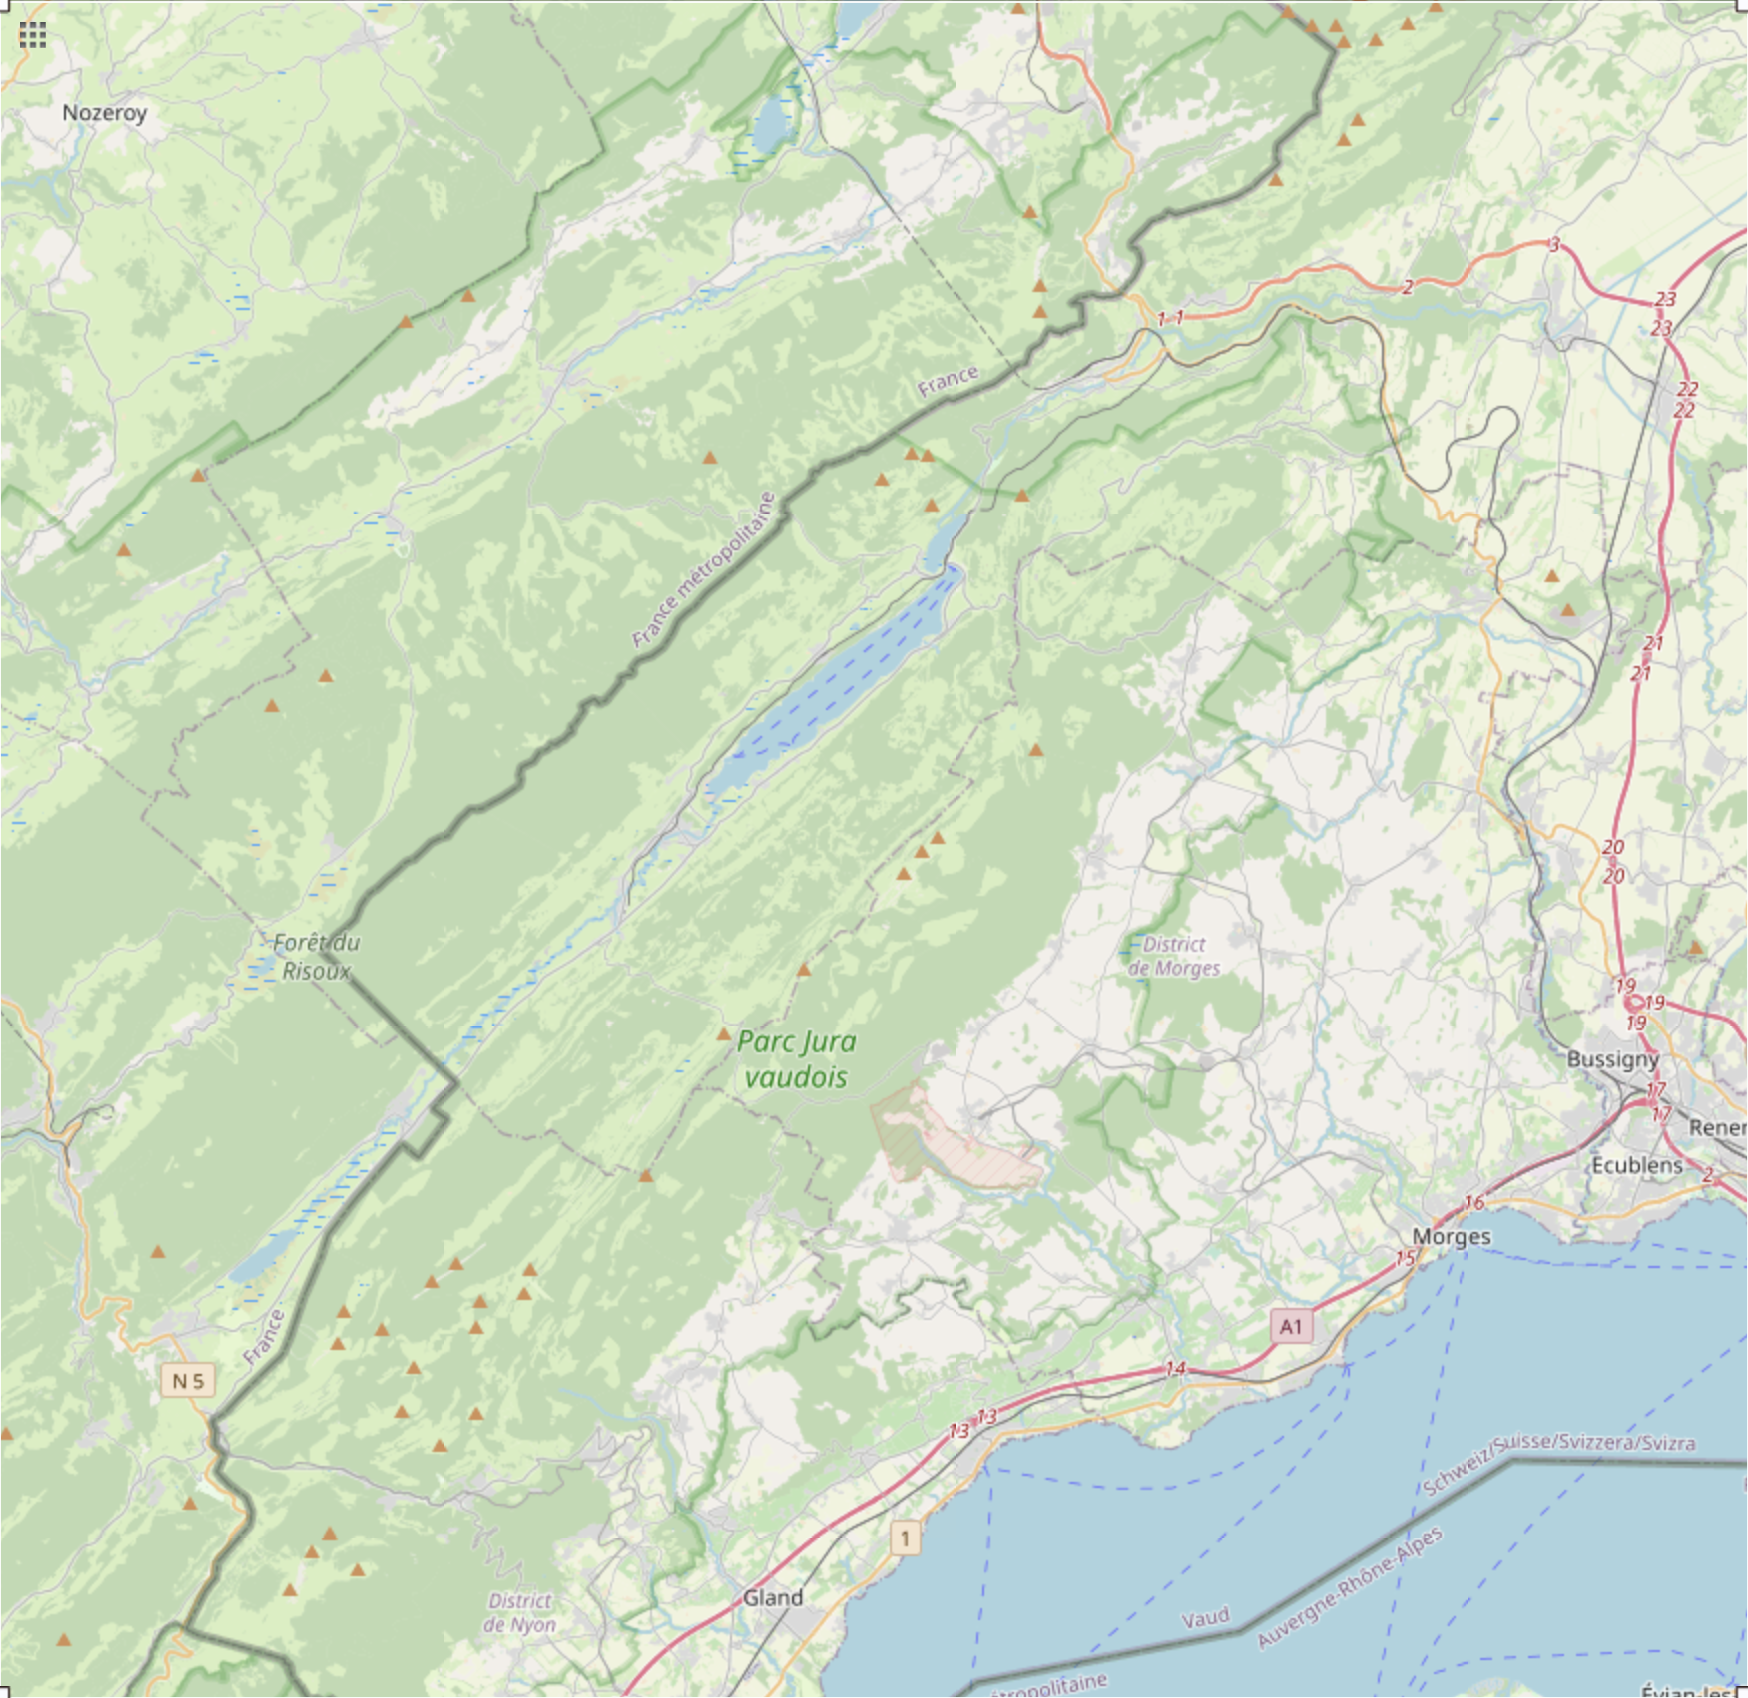 Nozeroy
3
1 1
2
23
23
France
22
22
France métropolitaine
21
21
20
20
Forêt du
Risoux
District
de Morges
19
19
19
Parc Jura
vaudois
Bussigny
17
17
Ecublens
2
16
Morges
15
France
A1
N 5
14
13
13
Schweiz/Suisse/Svizzera/Svizra
1
Auvergne-Rhône-Alpes
Gland
District
de Nyon
Vaud